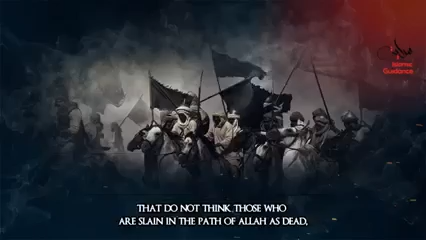 Islamic
Guidance
THAT DO NOT THINK THOSE WHO
ARE SLAIN IN THE PATH OF ALLAH AS DEAD,